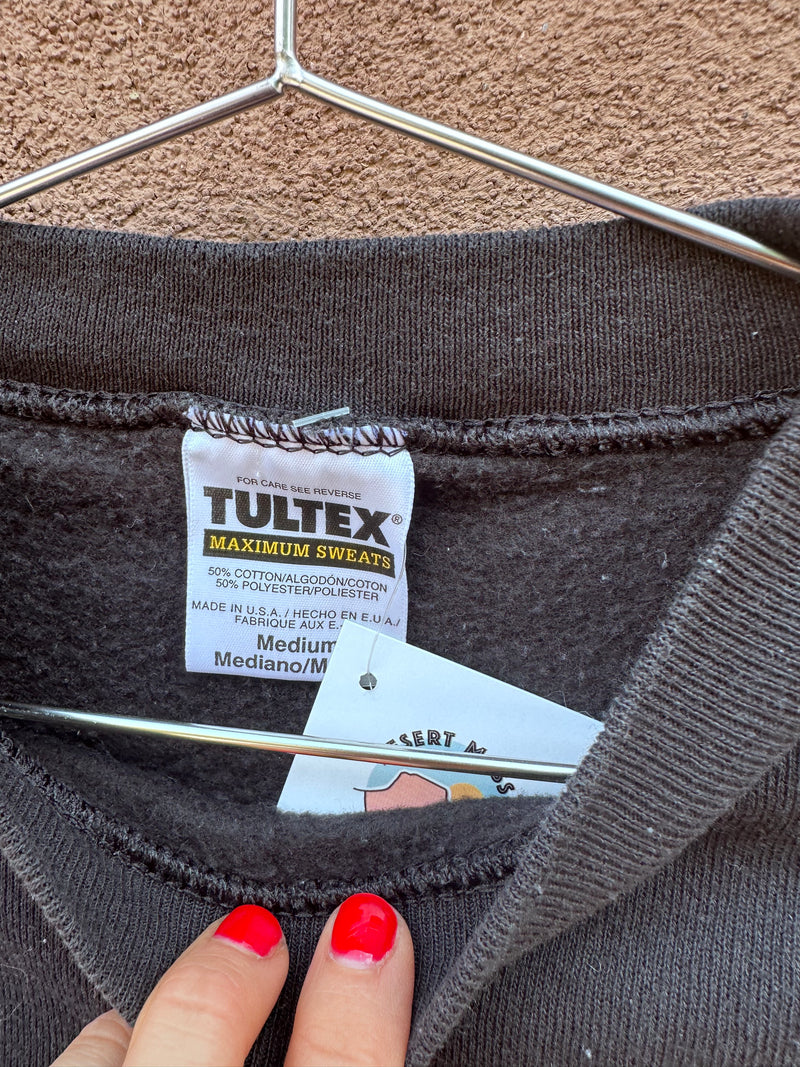 FOR CARE SEE REVERSE
TULTEX®
MAXIMUM SWEATS
50% COTTON/ALGODÓN/COTON
50% POLYESTER/POLIESTER
MADE IN U.S.A. / HECHO EN E.U.A./
FABRIQUE AUX E.-
Medium
Mediano/M